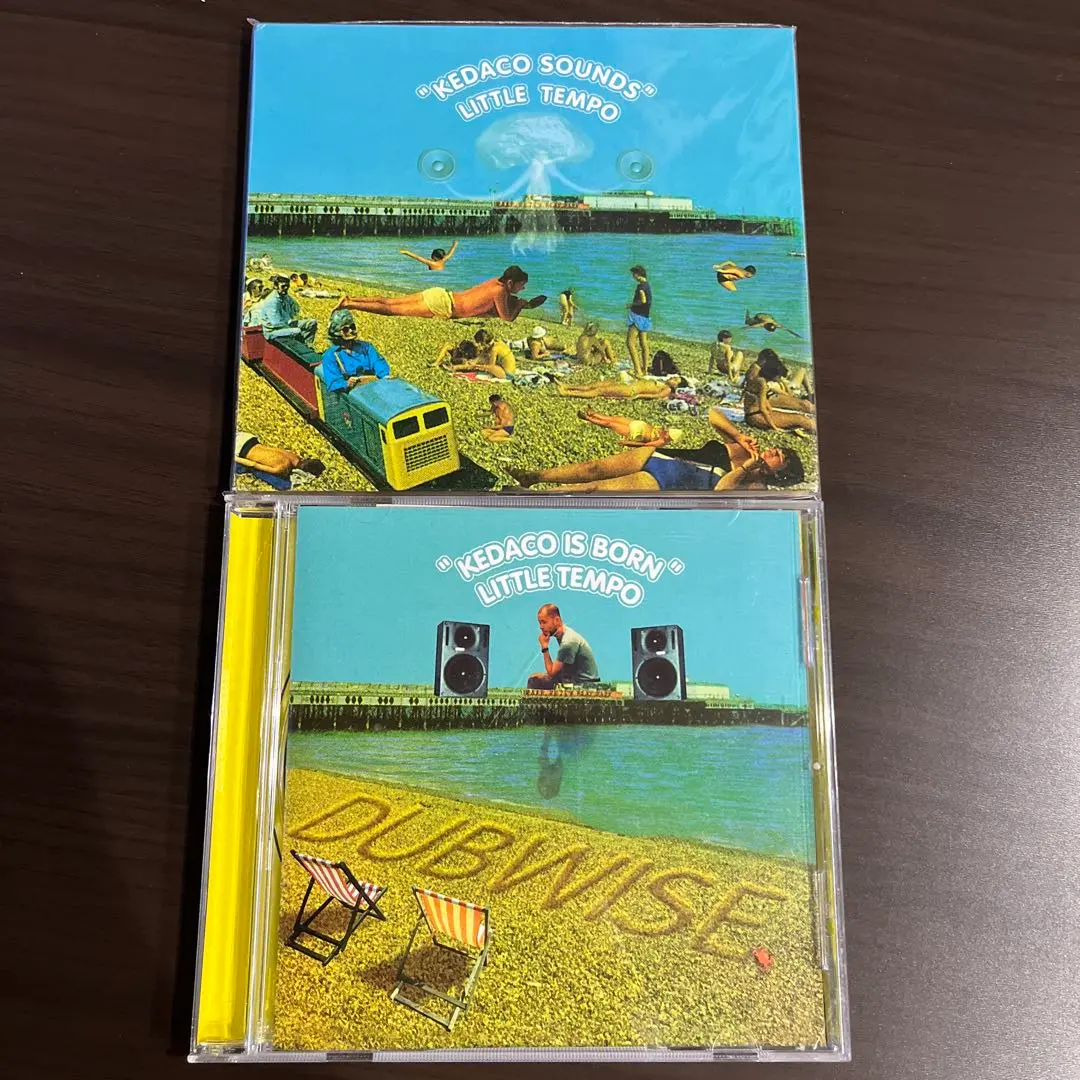 "KEDACO SOUNDS"
LITTLE TEMPO
"KEDACO IS BORN"
LITTLE TEMPO
DUBWISE